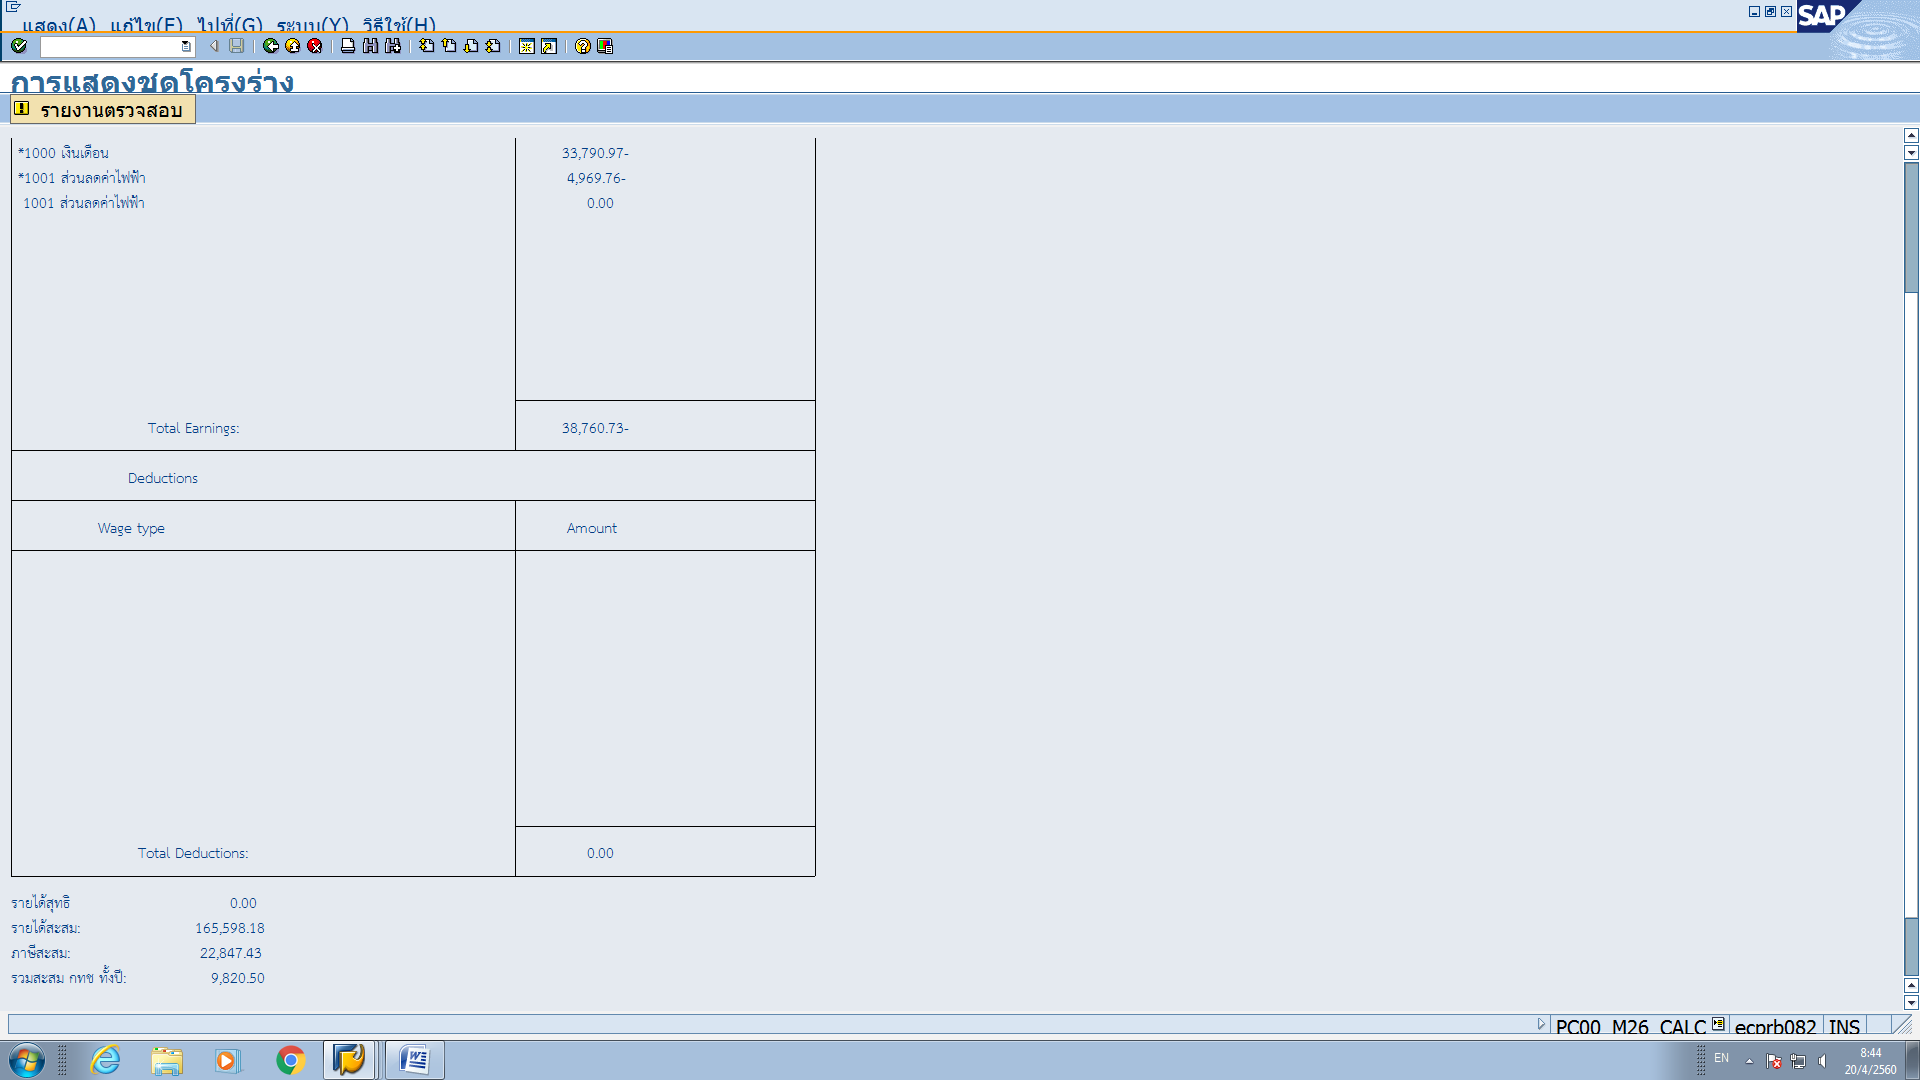 แสดง(A) แก้ไข(F) ไปที่(G) ระบบ(Y) วิธีใช้(H)
SAP
การแสดงชุดโครงร่าง
รายงานตรวจสอบ
*1000 เงินเดือน 33,790.97-
*1001 ส่วนลดค่าไฟฟ้า 4,969.76-
1001 ส่วนลดค่าไฟฟ้า 0.00
Total Earnings: 38,760.73-
Deductions
Wage type Amount
Total Deductions: 0.00
รายได้สุทธิ 0.00
รายได้สะสม: 165,598.18
ภาษีสะสม: 22,847.43
รวมสะสม กทช ทั้งปี: 9,820.50
PC00_M26_CALC ecprb082 INS
EN 8:44
20/4/2560